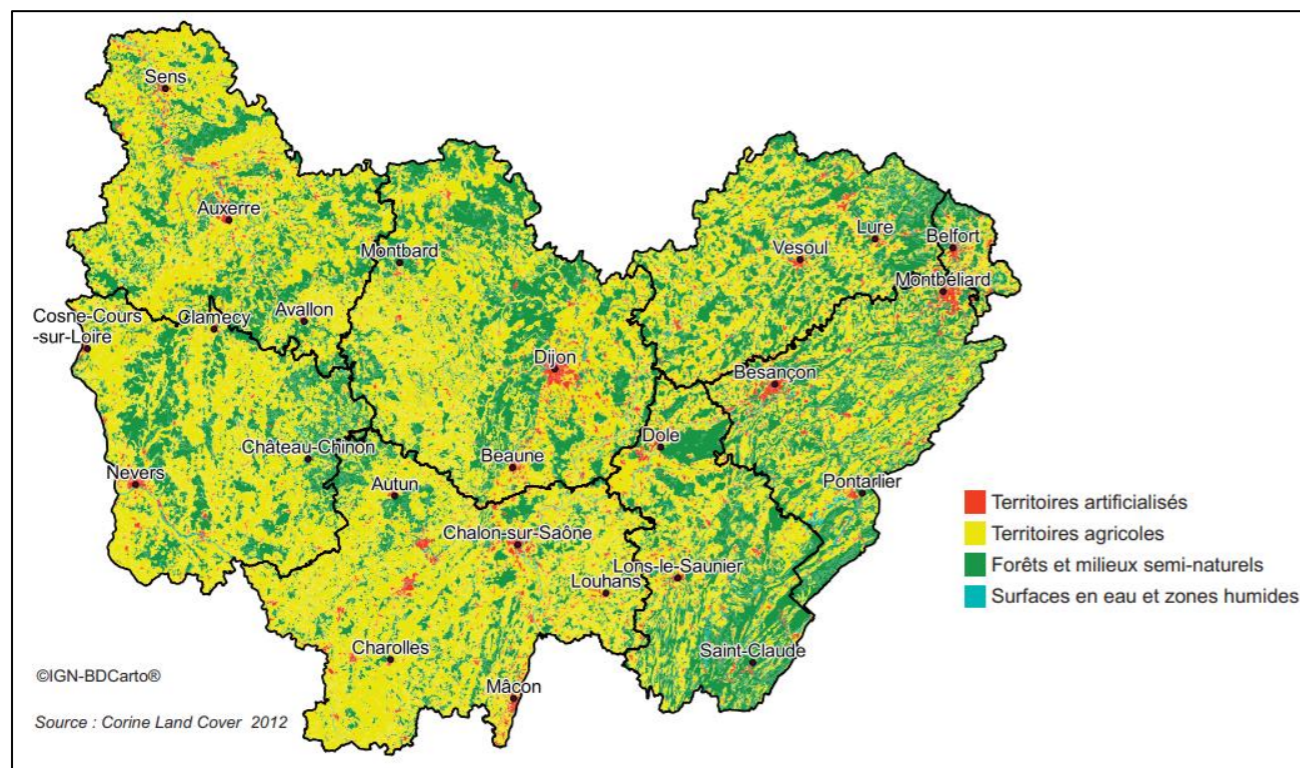 Sens
Auxerre
Montbard
Lure
Belfort
Vesoul
Montbéliard
Cosne-Cours
-sur-Loire
Clamecy
Avallon
Dijon
Besançon
Château-Chinon
Dole
Beaune
Nevers
Autun
Pontarlier
Chalon-sur-Saône
Lons-le-Saunier
Louhans
Charolles
Saint-Claude
Mâcon
Territoires artificialisés
Territoires agricoles
Forêts et milieux semi-naturels
Surfaces en eau et zones humides
©IGN-BDCarto®
Source : Corine Land Cover 2012